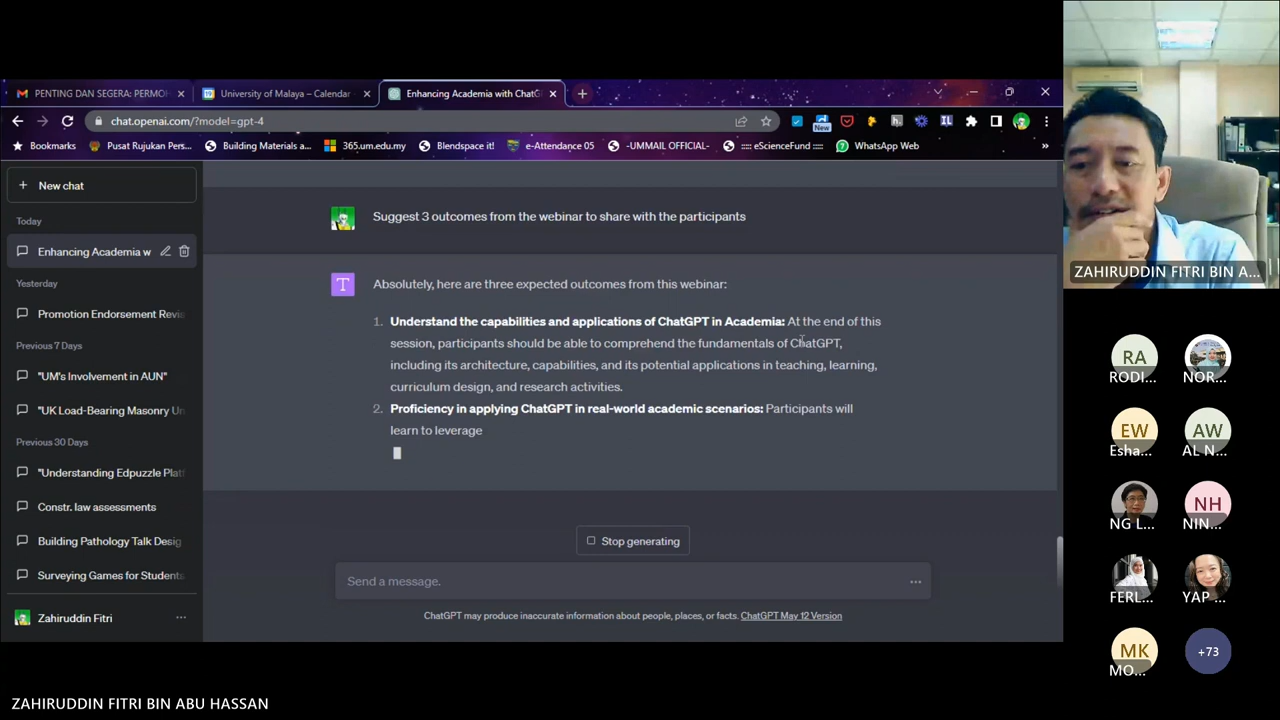 PENTING DAN SEGERA: PERMOH
University of Malaya – Calendar
Enhancing Academia with ChatG
chat.openai.com/?model=gpt-4
New
Bookmarks
Pusat Rujukan Pers...
Building Materials a...
365.um.edu.my
Blendspace it!
e-Attendance 05
-UMMAIL OFFICIAL-
::::: eScienceFund ::::
WhatsApp Web
New chat
Today
Enhancing Academia w
Yesterday
Promotion Endorsement Revi
Previous 7 Days
"UM's Involvement in AUN"
"UK Load-Bearing Masonry Un
Previous 30 Days
"Understanding Edpuzzle Platf
Constr. law assessments
Building Pathology Talk Desig
Surveying Games for Students
Zahiruddin Fitri
Suggest 3 outcomes from the webinar to share with the participants
T
Absolutely, here are three expected outcomes from this webinar:
1. Understand the capabilities and applications of ChatGPT in Academia: At the end of this
session, participants should be able to comprehend the fundamentals of ChatGPT,
including its architecture, capabilities, and its potential applications in teaching, learning,
curriculum design, and research activities.
2. Proficiency in applying ChatGPT in real-world academic scenarios: Participants will
learn to leverage
Stop generating
Send a message.
ChatGPT may produce inaccurate information about people, places, or facts. ChatGPT May 12 Version
ZAHIRUDDIN FITRI BIN A...
RA
RODI...
NOR...
EW
Esha...
AW
AL N...
NG L...
NH
NIN...
FERL...
YAP ...
MK
MO...
+73
ZAHIRUDDIN FITRI BIN ABU HASSAN